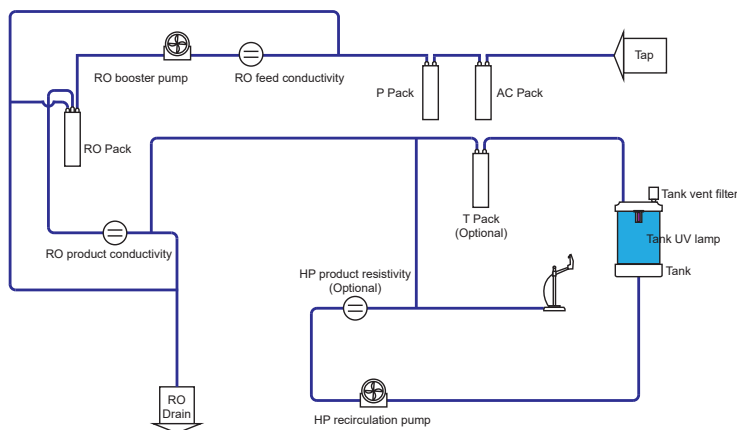 Tap
RO booster pump
RO feed conductivity
P Pack
AC Pack
RO Pack
Tank vent filter
T Pack
(Optional)
Tank UV lamp
RO product conductivity
Tank
HP product resistivity
(Optional)
RO
Drain
HP recirculation pump